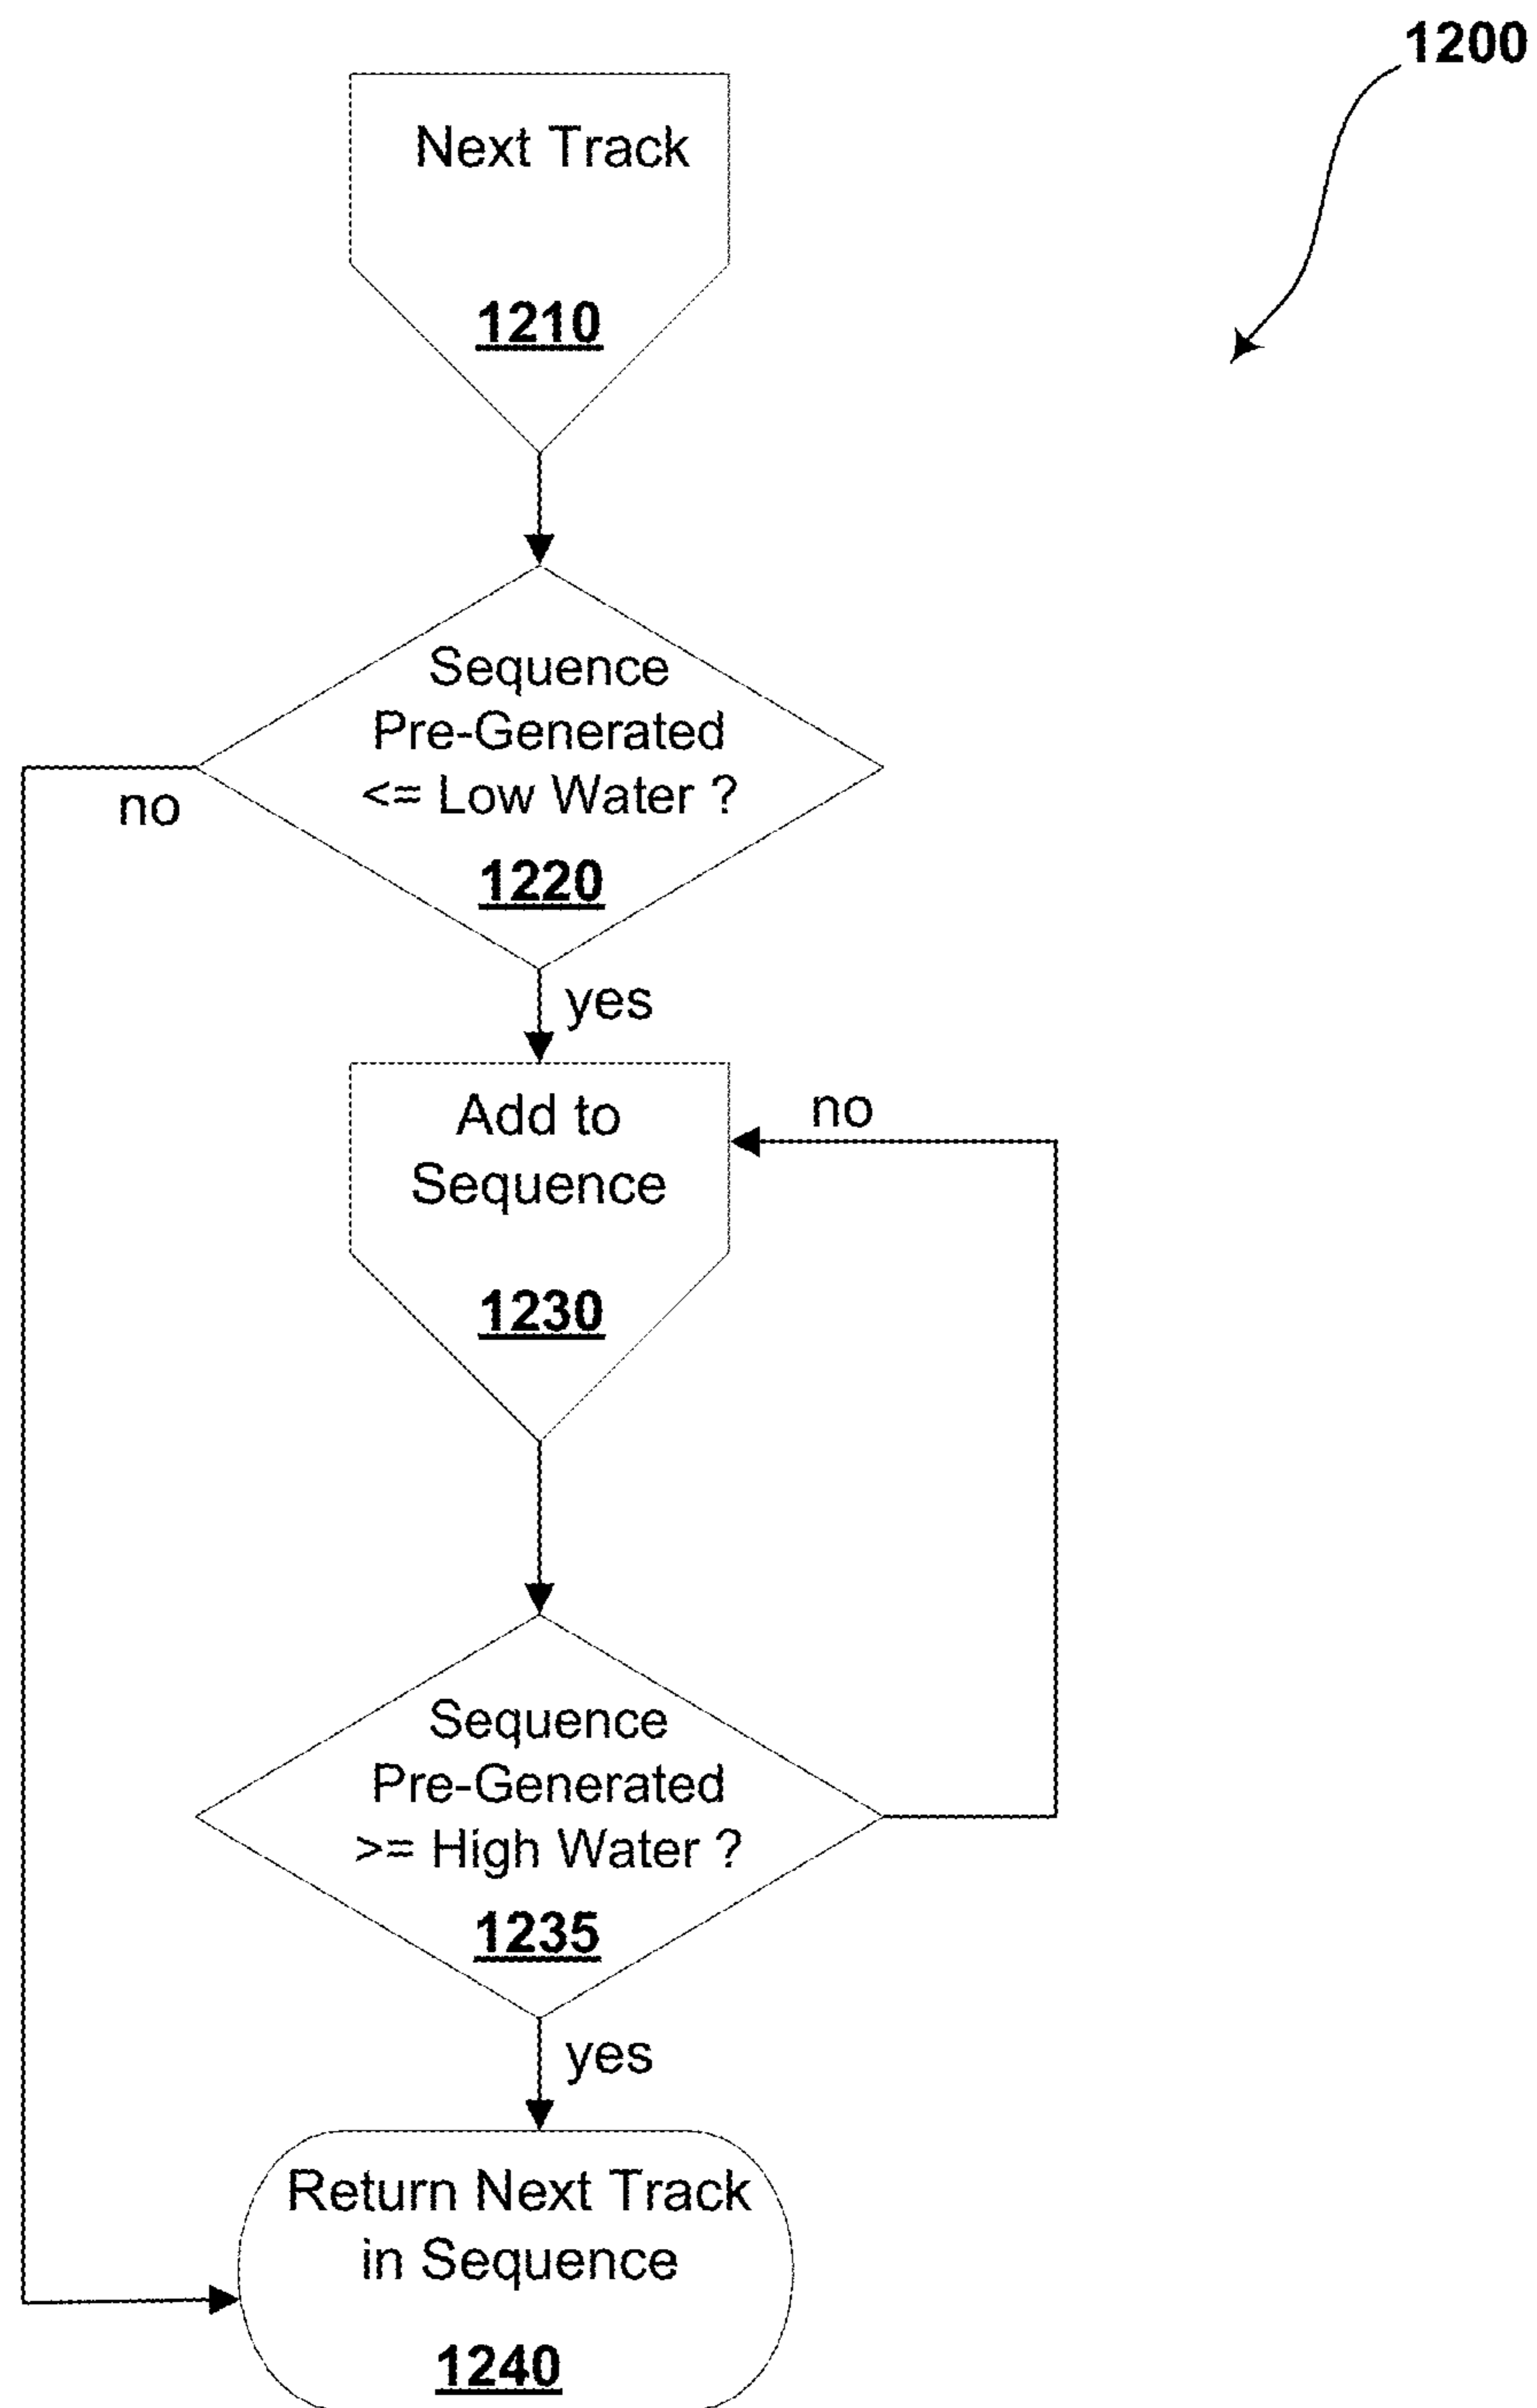 1200
Next Track
1210
Sequence
Pre-Generated
<= Low Water ?
1220
no
yes
Add to
Sequence
1230
no
Sequence
Pre-Generated
>= High Water ?
1235
yes
Return Next Track
in Sequence
1240